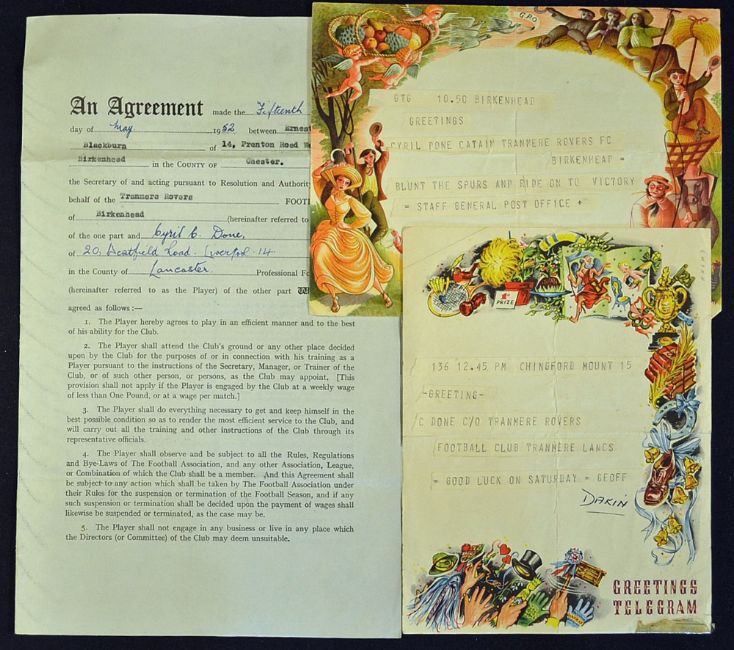 An Agreement made the Fifteenth
day of May 1952 between Ernest
Blackburn of 14, Prenton Road W
Birkenhead in the COUNTY OF Chester.
the Secretary of and acting pursuant to Resolution and Authority
behalf of the Tranmere Rovers FOOT
of Birkenhead (hereinafter referred to
of the one part and Cyril C. Done,
of 20, Liverpool. 14
in the County of Lancaster Professional Fo
(hereinafter referred to as the Player) of the other part
agreed as follows :—
1. The Player hereby agrees to play in an efficient manner and to the best
of his ability for the Club.
2. The Player shall attend the Club's ground or any other place decided
upon by the Club for the purposes of or in connection with his training as a
Player pursuant to the instructions of the Secretary, Manager, or Trainer of the
Club, or of such other person, or persons, as the Club may appoint. [This
provision shall not apply if the Player is engaged by the Club at a weekly wage
of less than One Pound, or at a wage per match.]
3. The Player shall do everything necessary to get and keep himself in the
best possible condition so as to render the most efficient service to the Club, and
will carry out all the training and other instructions of the Club through its
representative officials.
4. The Player shall observe and be subject to all the Rules, Regulations
and Bye-Laws of The Football Association, and any other Association, League,
or Combination of which the Club shall be a member. And this Agreement shall
be subject to any action which shall be taken by The Football Association under
their Rules for the suspension or termination of the Football Season, and if any
such suspension or termination shall be decided upon the payment of wages shall
likewise be suspended or terminated, as the case may be.
5. The Player shall not engage in any business or live in any place which
the Directors (or Committee) of the Club may deem unsuitable.
G.P.O.
GTG 10.50 BIRKENHEAD
GREETINGS
CYRIL DONE CATAIN TRANMERE ROVERS FC
BIRKENHEAD =
BLUNT THE SPURS AND RIDE ON TO VICTORY
= STAFF GENERAL POST OFFICE +
1st PRIZE
136 12.45 PM CHINGFORD MOUNT 15
-GREETING-
C DONE C/O TRANMERE ROVERS
FOOTBALL CLUB TRANMERE LANCS
= GOOD LUCK ON SATURDAY = GEOFF
DAKIN
GREETINGS
TELEGRAM